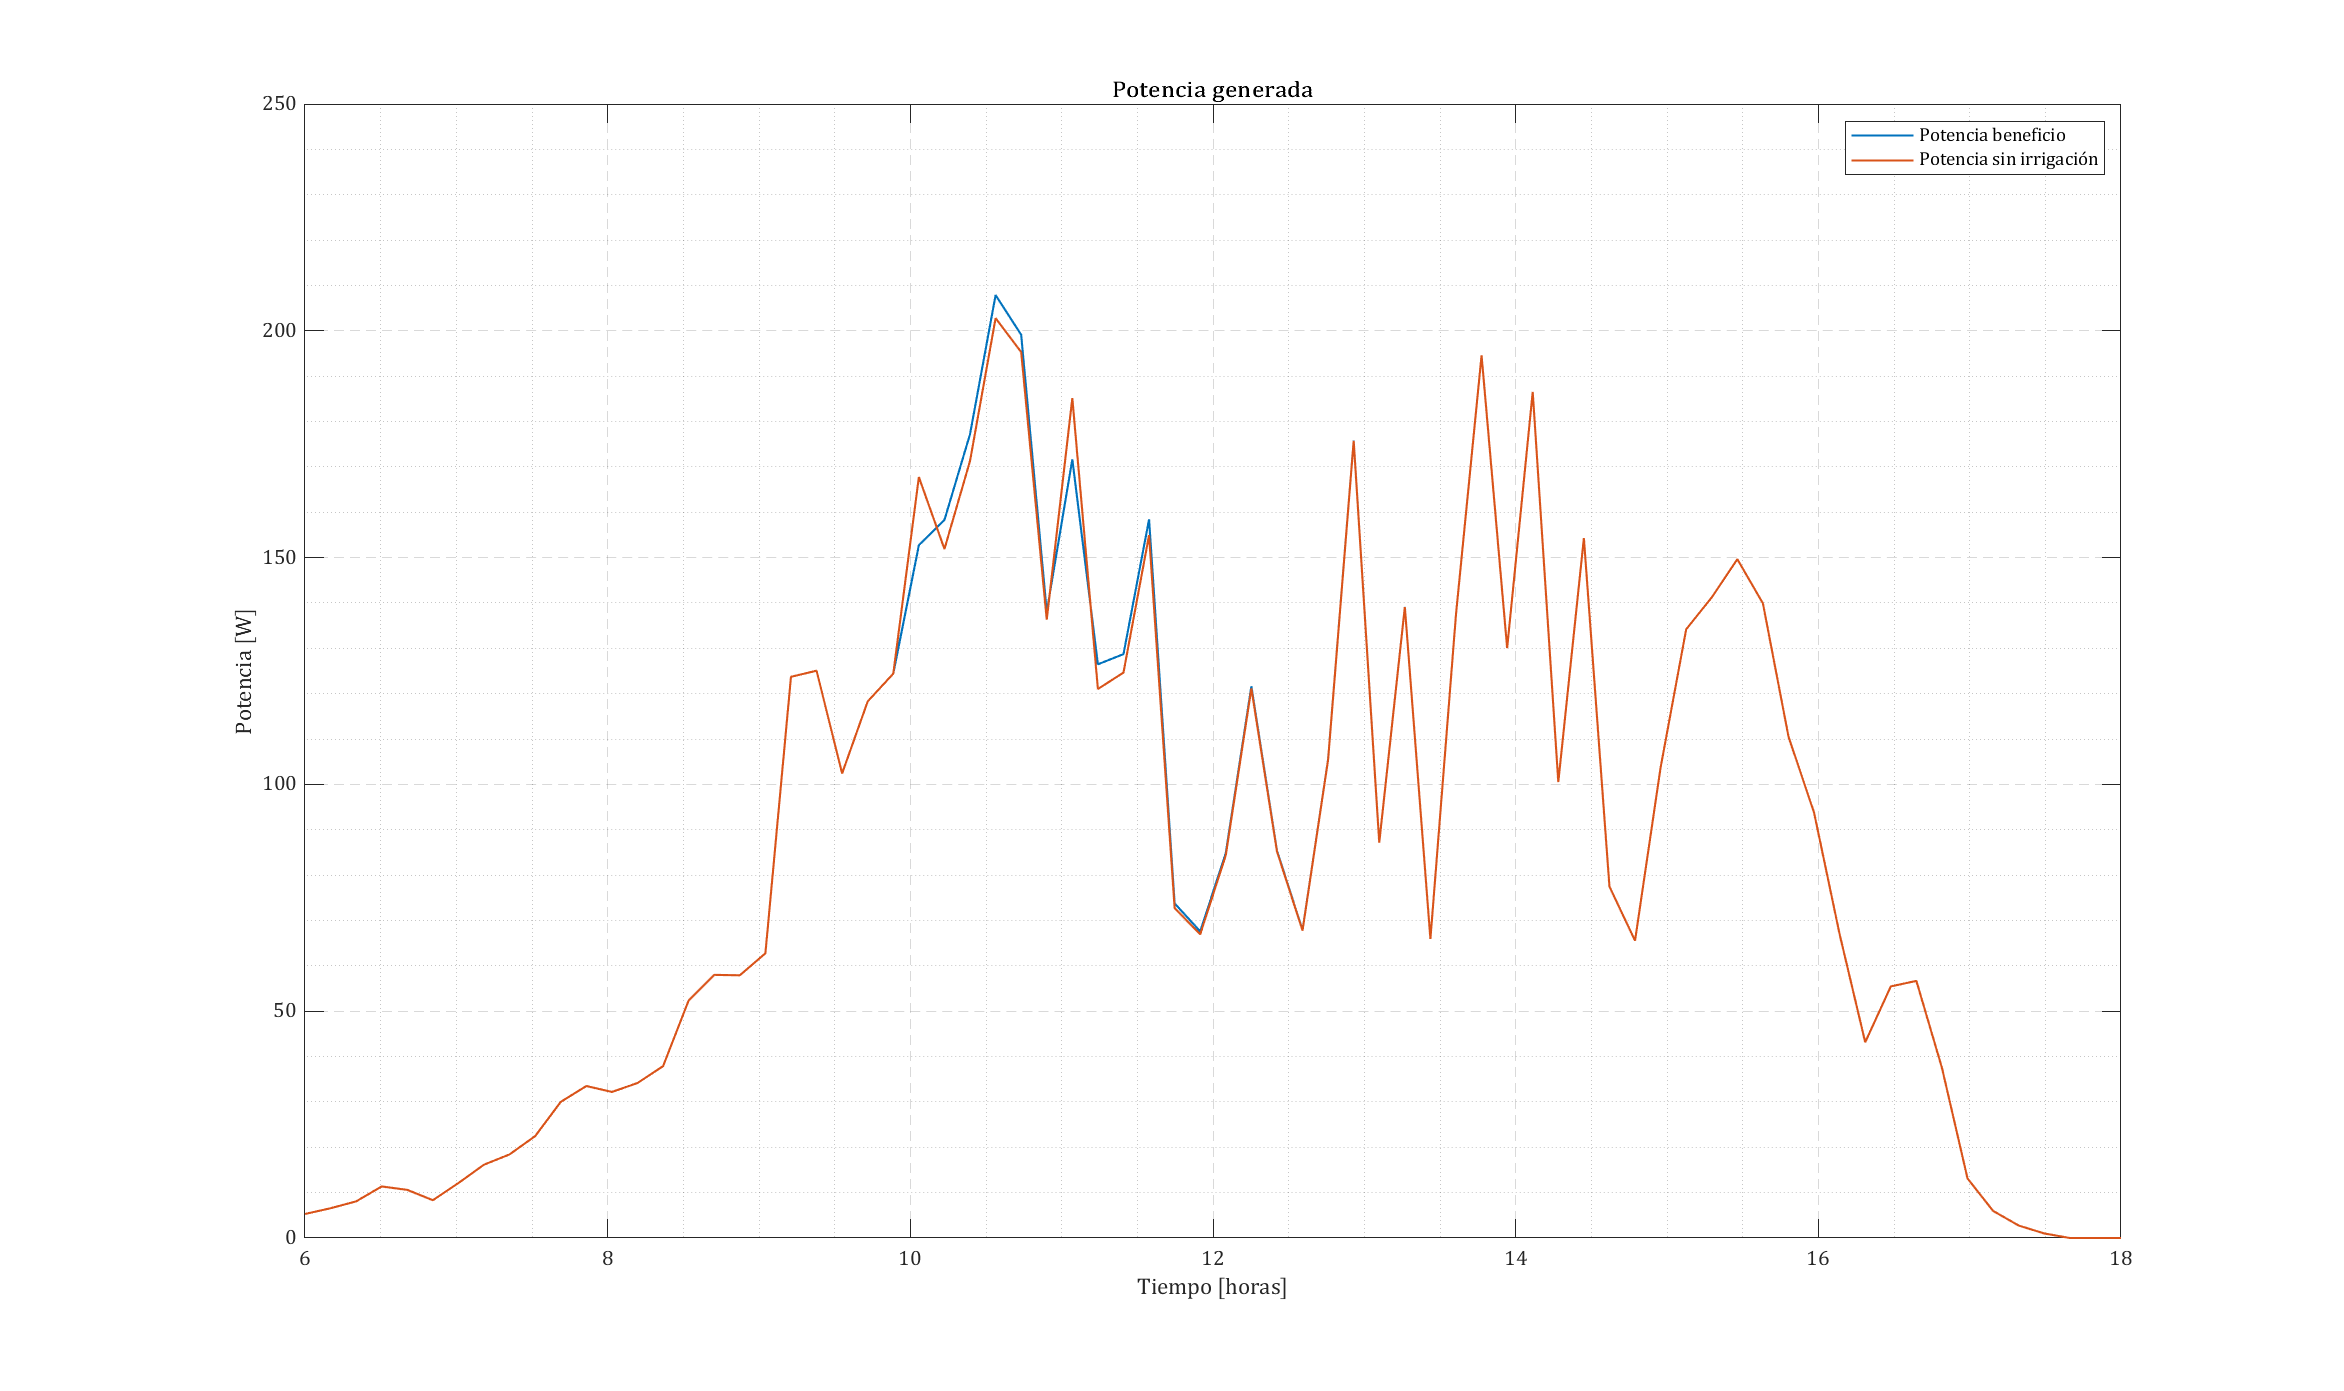 Potencia generada
250
200
150
100
50
0
Potencia [W]
Potencia beneficio
Potencia sin irrigación
6 8 10 12 14 16 18
Tiempo [horas]